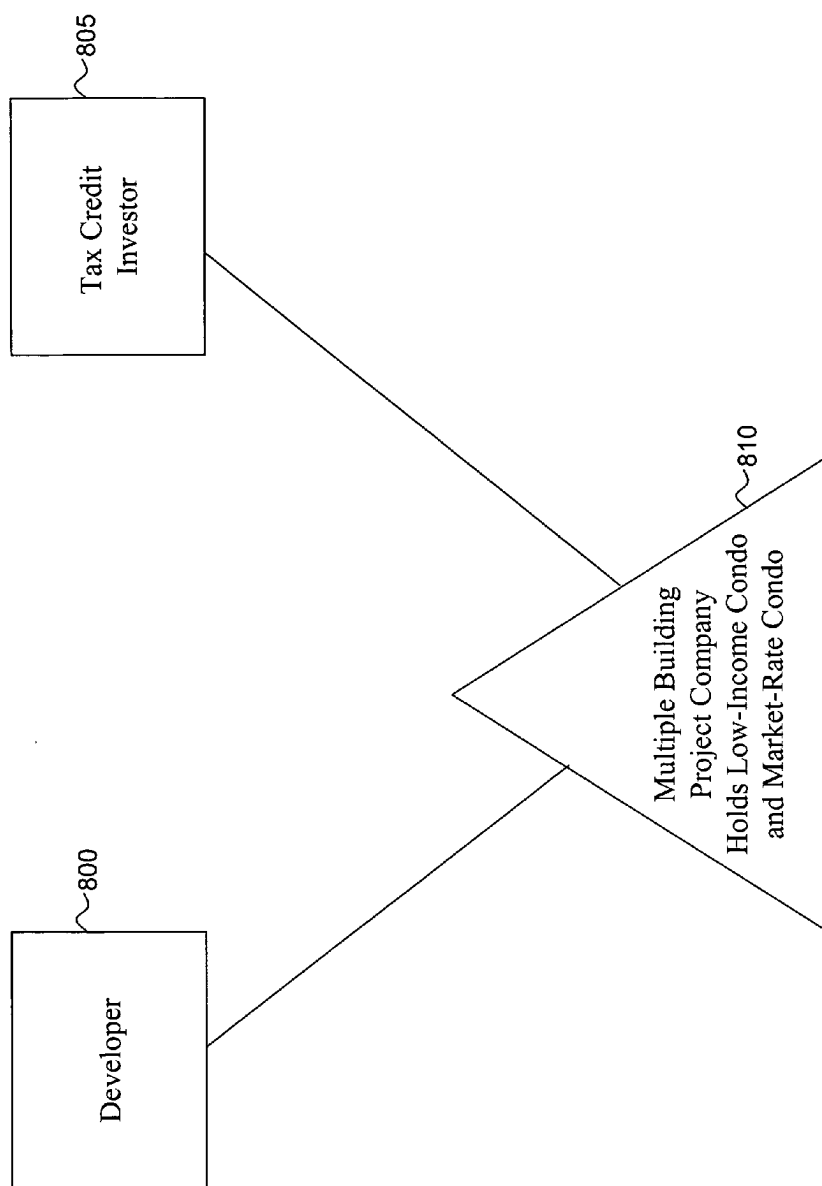 Developer
800
Tax Credit
Investor
805
Multiple Building
Project Company
Holds Low-Income Condo
and Market-Rate Condo
810